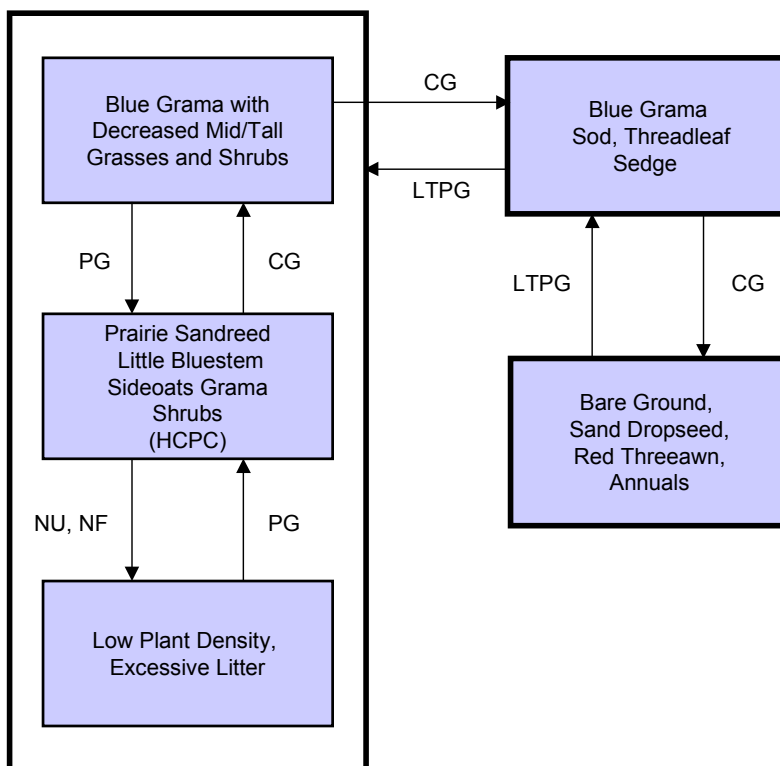 Blue Grama with
Decreased Mid/Tall
Grasses and Shrubs
CG
Blue Grama
Sod, Threadleaf
Sedge
LTPG
PG
CG
LTPG
CG
Prairie Sandreed
Little Bluestem
Sideoats Grama
Shrubs
(HCPC)
Bare Ground,
Sand Dropseed,
Red Threeawn,
Annuals
NU, NF
PG
Low Plant Density,
Excessive Litter